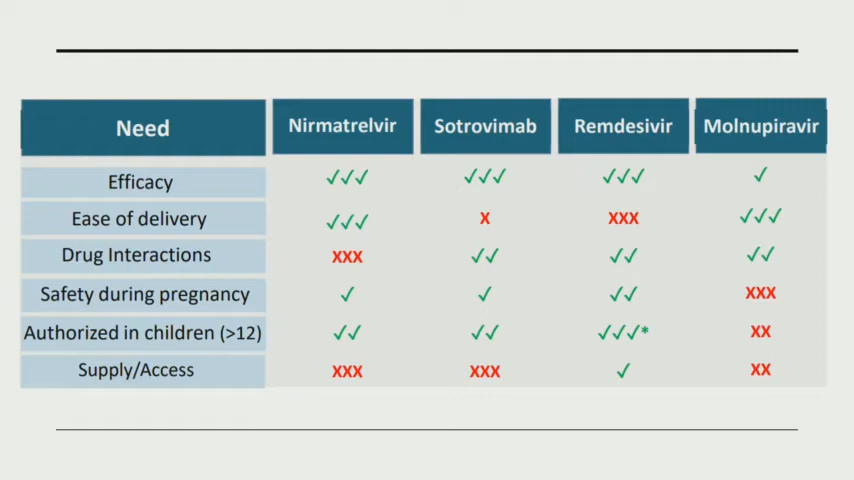 Need Nirmatrelvir Sotrovimab Remdesivir Molnupiravir
Efficacy ✓✓✓ ✓✓✓ ✓✓✓ ✓
Ease of delivery ✓✓✓ X XXX ✓✓✓
Drug Interactions XXX ✓✓ ✓✓ ✓✓
Safety during pregnancy ✓ ✓ ✓✓ XXX
Authorized in children (>12) ✓✓ ✓✓ ✓✓✓* XX
Supply/Access XXX XXX ✓ XX